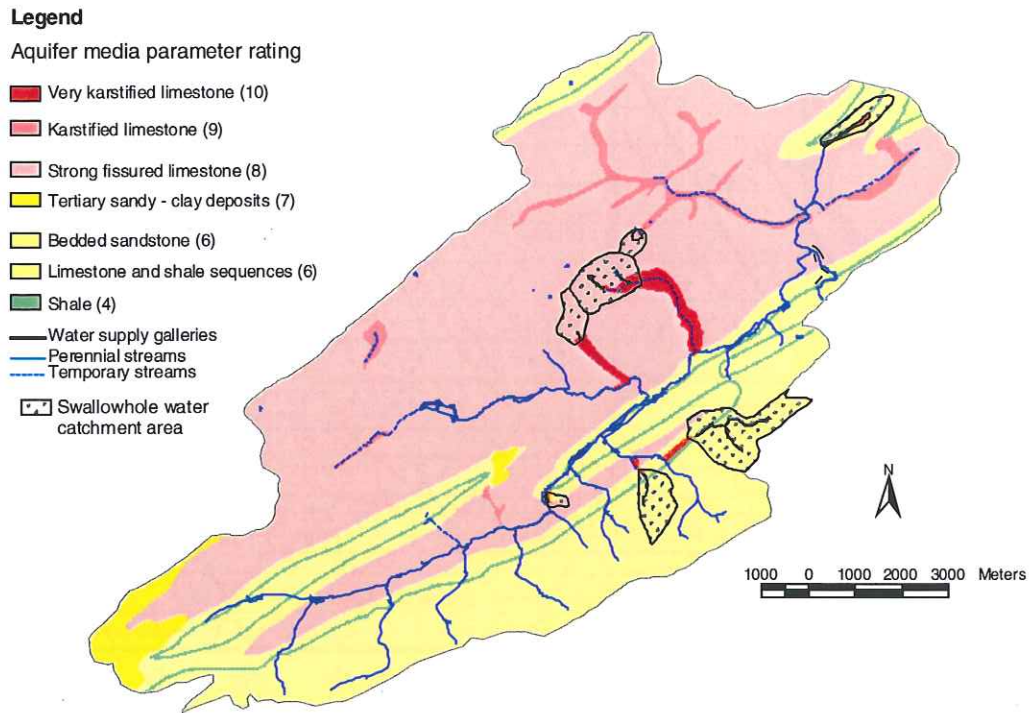 Legend
Aquifer media parameter rating
Very karstified limestone (10)
Karstified limestone (9)
Strong fissured limestone (8)
Tertiary sandy - clay deposits (7)
Bedded sandstone (6)
Limestone and shale sequences (6)
Shale (4)
Water supply galleries
Perennial streams
Temporary streams
Swallowhole water
catchment area
N
1000 0 1000 2000 3000 Meters